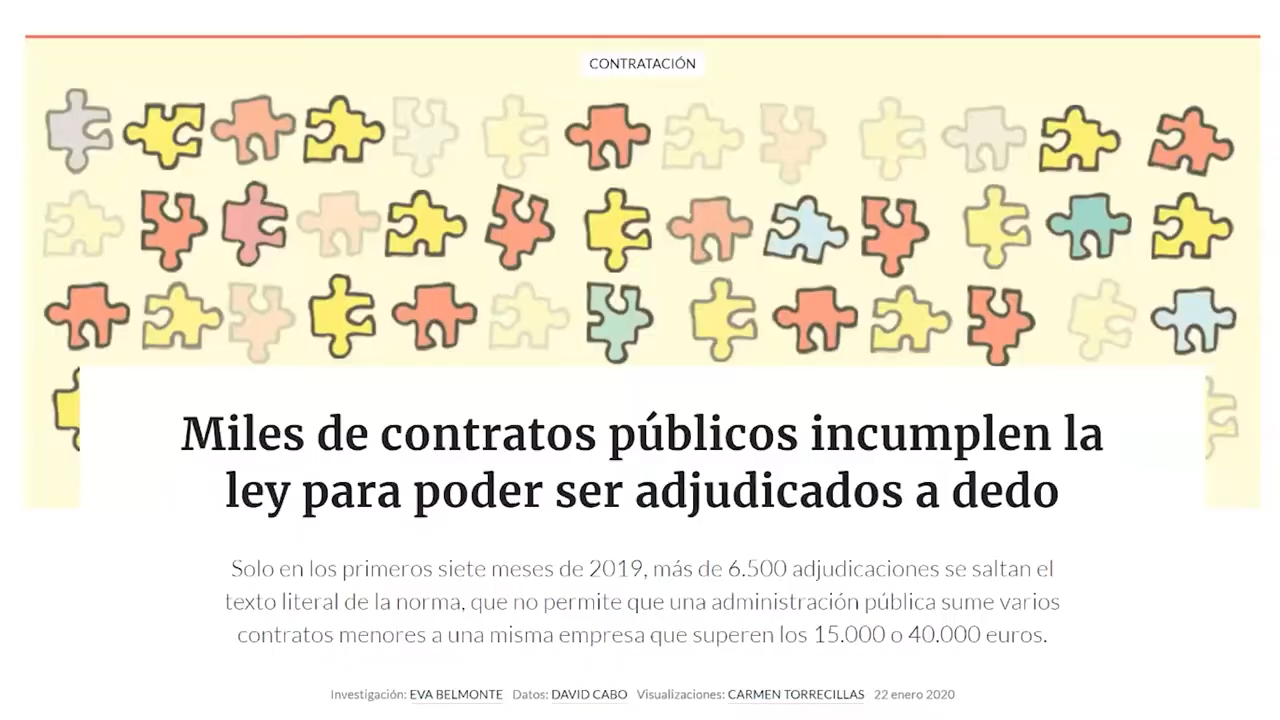 CONTRATACIÓN
Miles de contratos públicos incumplen la
ley para poder ser adjudicados a dedo
Solo en los primeros siete meses de 2019, más de 6.500 adjudicaciones se saltan el
texto literal de la norma, que no permite que una administración pública sume varios
contratos menores a una misma empresa que superen los 15.000 o 40.000 euros.
Investigación: EVA BELMONTE Datos: DAVID CABO Visualizaciones: CARMEN TORRECILLAS 22 enero 2020